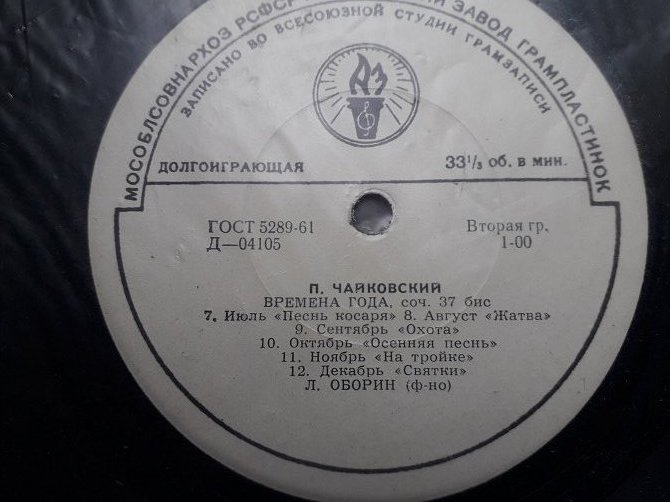 МОСОБЛСОВНАРХОЗ РСФСР ЗАВОД ГРАМПЛАСТИНОК
ЗАПИСАНО ВО ВСЕСОЮЗНОЙ СТУДИИ ГРАМЗАПИСИ
АЗ
ДОЛГОИГРАЮЩАЯ 33⅓ об. в мин.
ГОСТ 5289-61 Вторая гр.
Д—04105 1-00
П. ЧАЙКОВСКИЙ
ВРЕМЕНА ГОДА, соч. 37 бис
7. Июль «Песнь косаря» 8. Август «Жатва»
9. Сентябрь «Охота»
10. Октябрь «Осенняя песнь»
11. Ноябрь «На тройке»
12. Декабрь «Святки»
Л. ОБОРИН (ф-но)